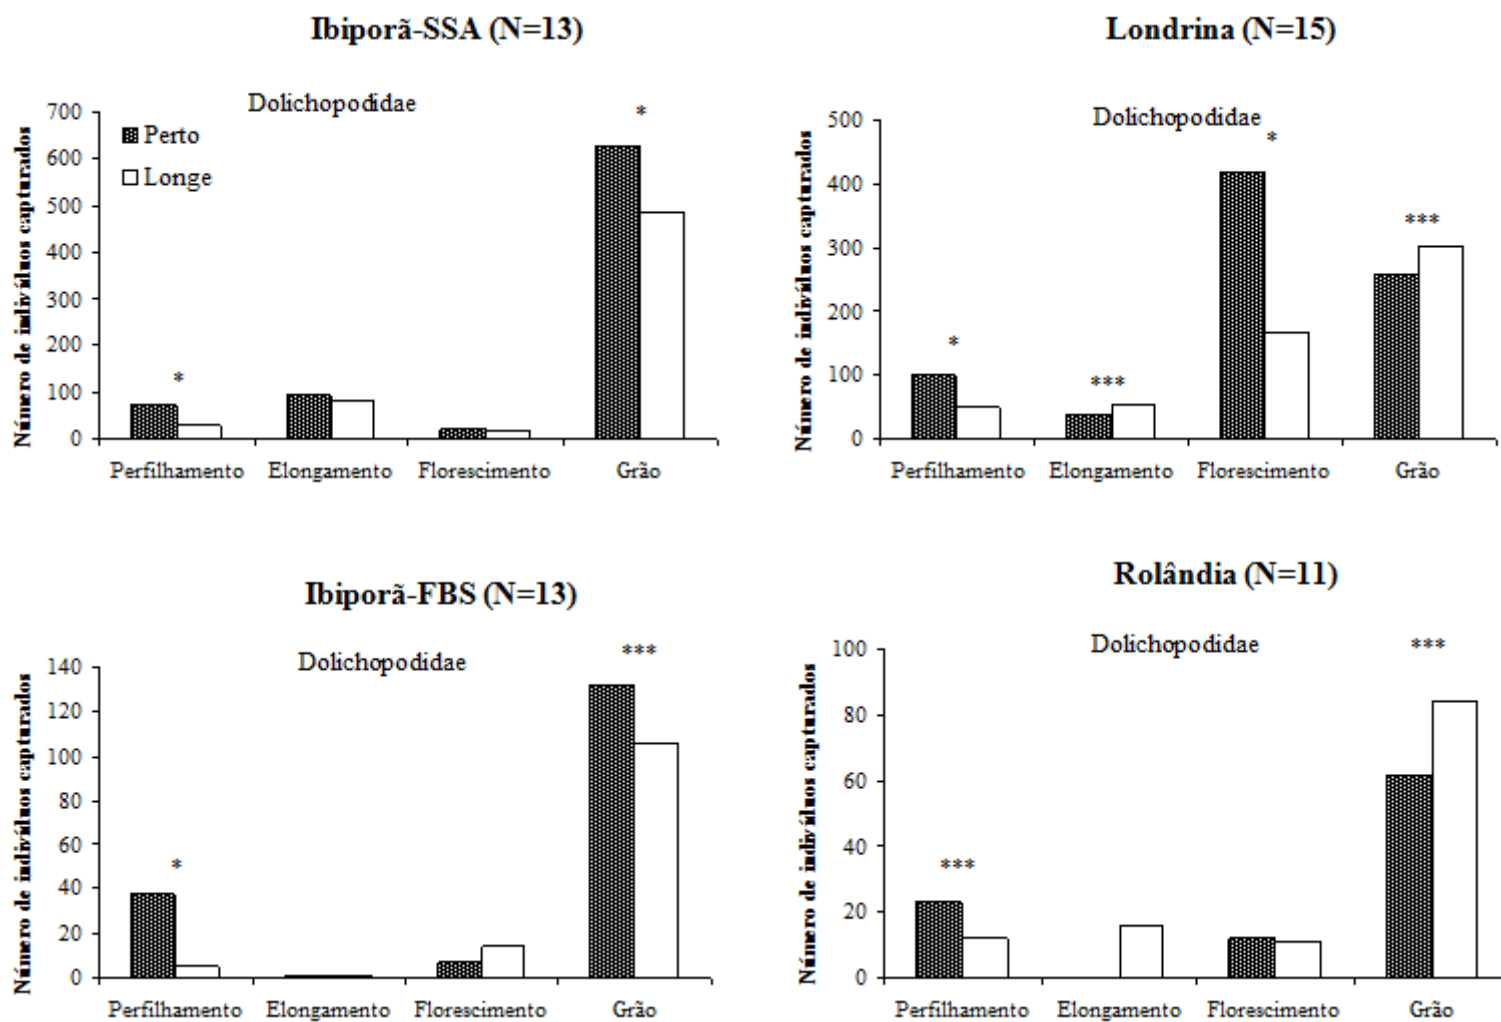 Ibiporã-SSA (N=13)
Dolichopodidae
Número de indivíduos capturados
700
600
500
400
300
200
100
0
Perto
Longe
*
*
Perfilhamento Elongamento Florescimento Grão
Londrina (N=15)
Dolichopodidae
Número de indivíduos capturados
500
400
300
200
100
0
*
***
*
***
Perfilhamento Elongamento Florescimento Grão
Ibiporã-FBS (N=13)
Dolichopodidae
Número de indivíduos capturados
140
120
100
80
60
40
20
0
*
***
Perfilhamento Elongamento Florescimento Grão
Rolândia (N=11)
Dolichopodidae
Número de indivíduos capturados
100
80
60
40
20
0
***
***
Perfilhamento Elongamento Florescimento Grão